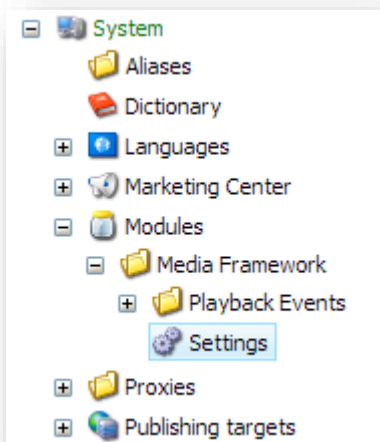 System
Aliases
Dictionary
Languages
Marketing Center
Modules
Media Framework
Playback Events
Settings
Proxies
Publishing targets